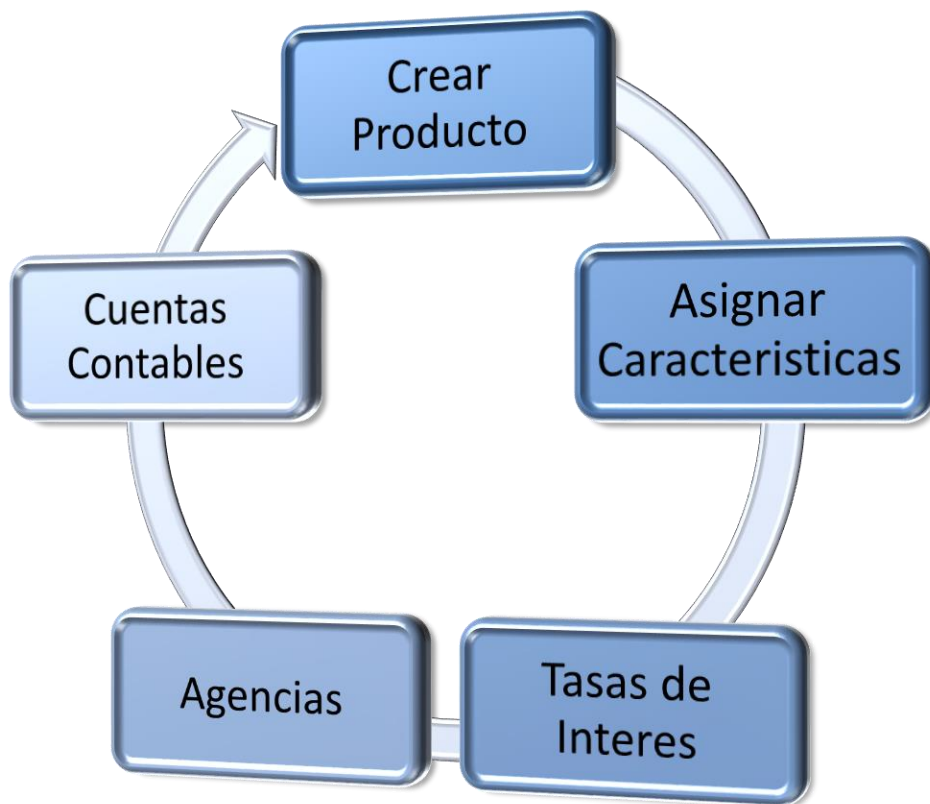 Crear
Producto
Asignar
Caracteristicas
Tasas de
Interes
Agencias
Cuentas
Contables